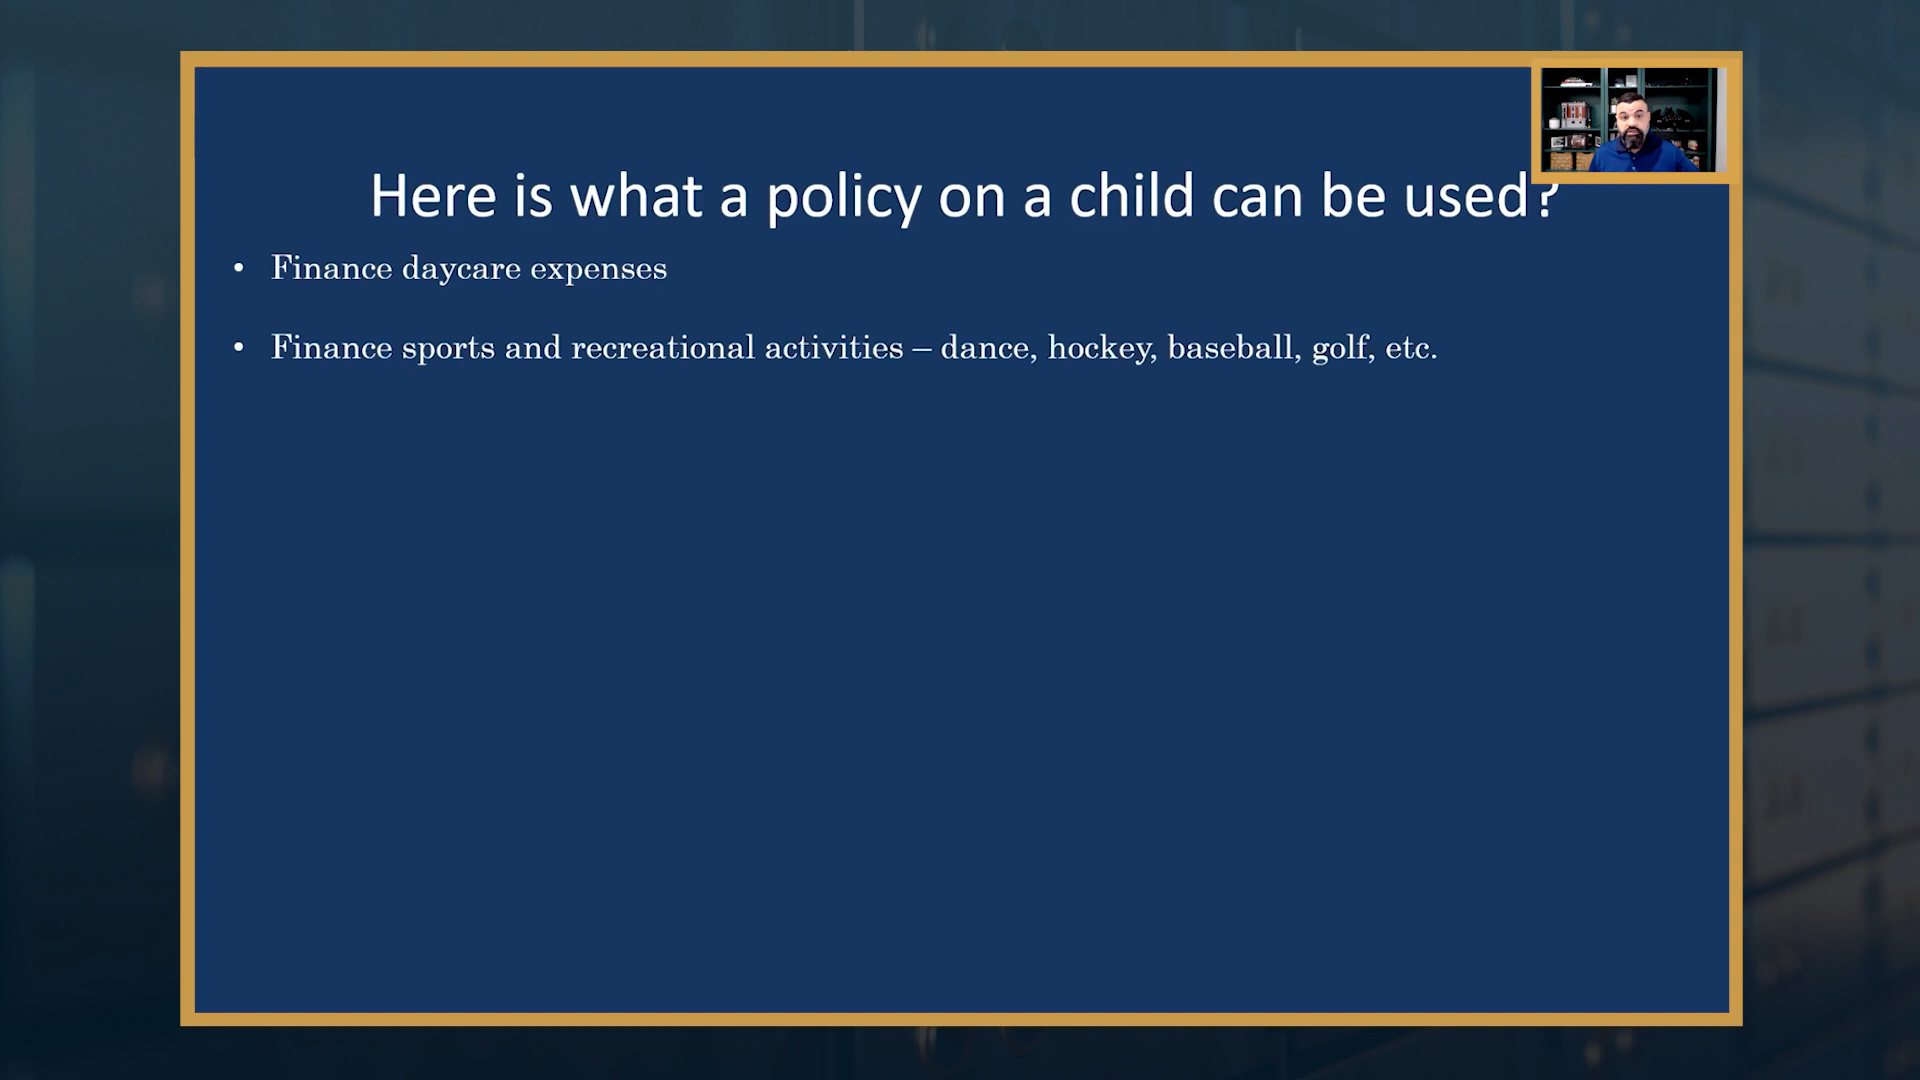 Here is what a policy on a child can be used?
• Finance daycare expenses
• Finance sports and recreational activities – dance, hockey, baseball, golf, etc.